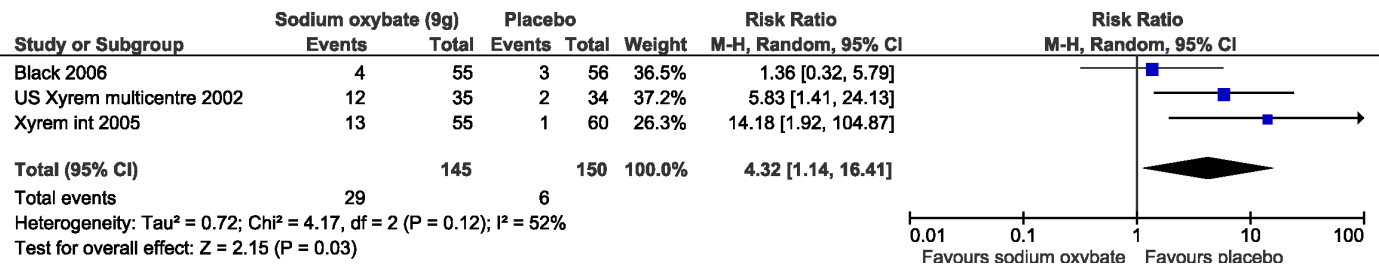 Sodium oxybate (9g) Placebo Risk Ratio Risk Ratio
Study or Subgroup Events Total Events Total Weight M-H, Random, 95% CI M-H, Random, 95% CI
Black 2006 4 55 3 56 36.5% 1.36 [0.32, 5.79]
US Xyrem multicentre 2002 12 35 2 34 37.2% 5.83 [1.41, 24.13]
Xyrem int 2005 13 55 1 60 26.3% 14.18 [1.92, 104.87]
Total (95% CI) 145 150 100.0% 4.32 [1.14, 16.41]
Total events 29 6
Heterogeneity: Tau² = 0.72; Chi² = 4.17, df = 2 (P = 0.12); I² = 52%
Test for overall effect: Z = 2.15 (P = 0.03)
0.01 0.1 1 10 100
Favours sodium oxybate Favours placebo